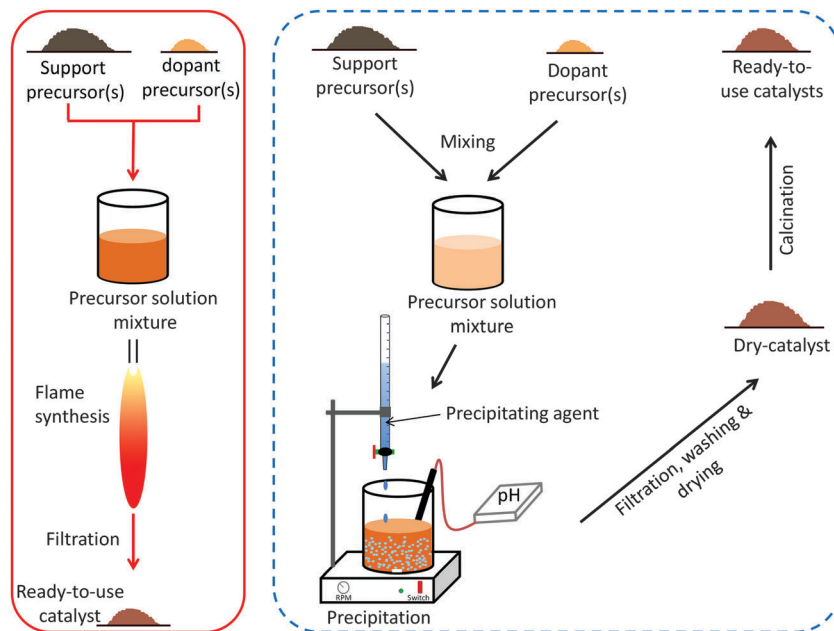 Support
precursor(s)
dopant
precursor(s)
Precursor solution
mixture
Flame
synthesis
Filtration
Ready-to-use
catalyst
Support
precursor(s)
Dopant
precursor(s)
Mixing
Precursor solution
mixture
Precipitating agent
pH
RPM
Switch
Precipitation
Filtration, washing &
drying
Dry-catalyst
Calcination
Ready-to-
use catalysts